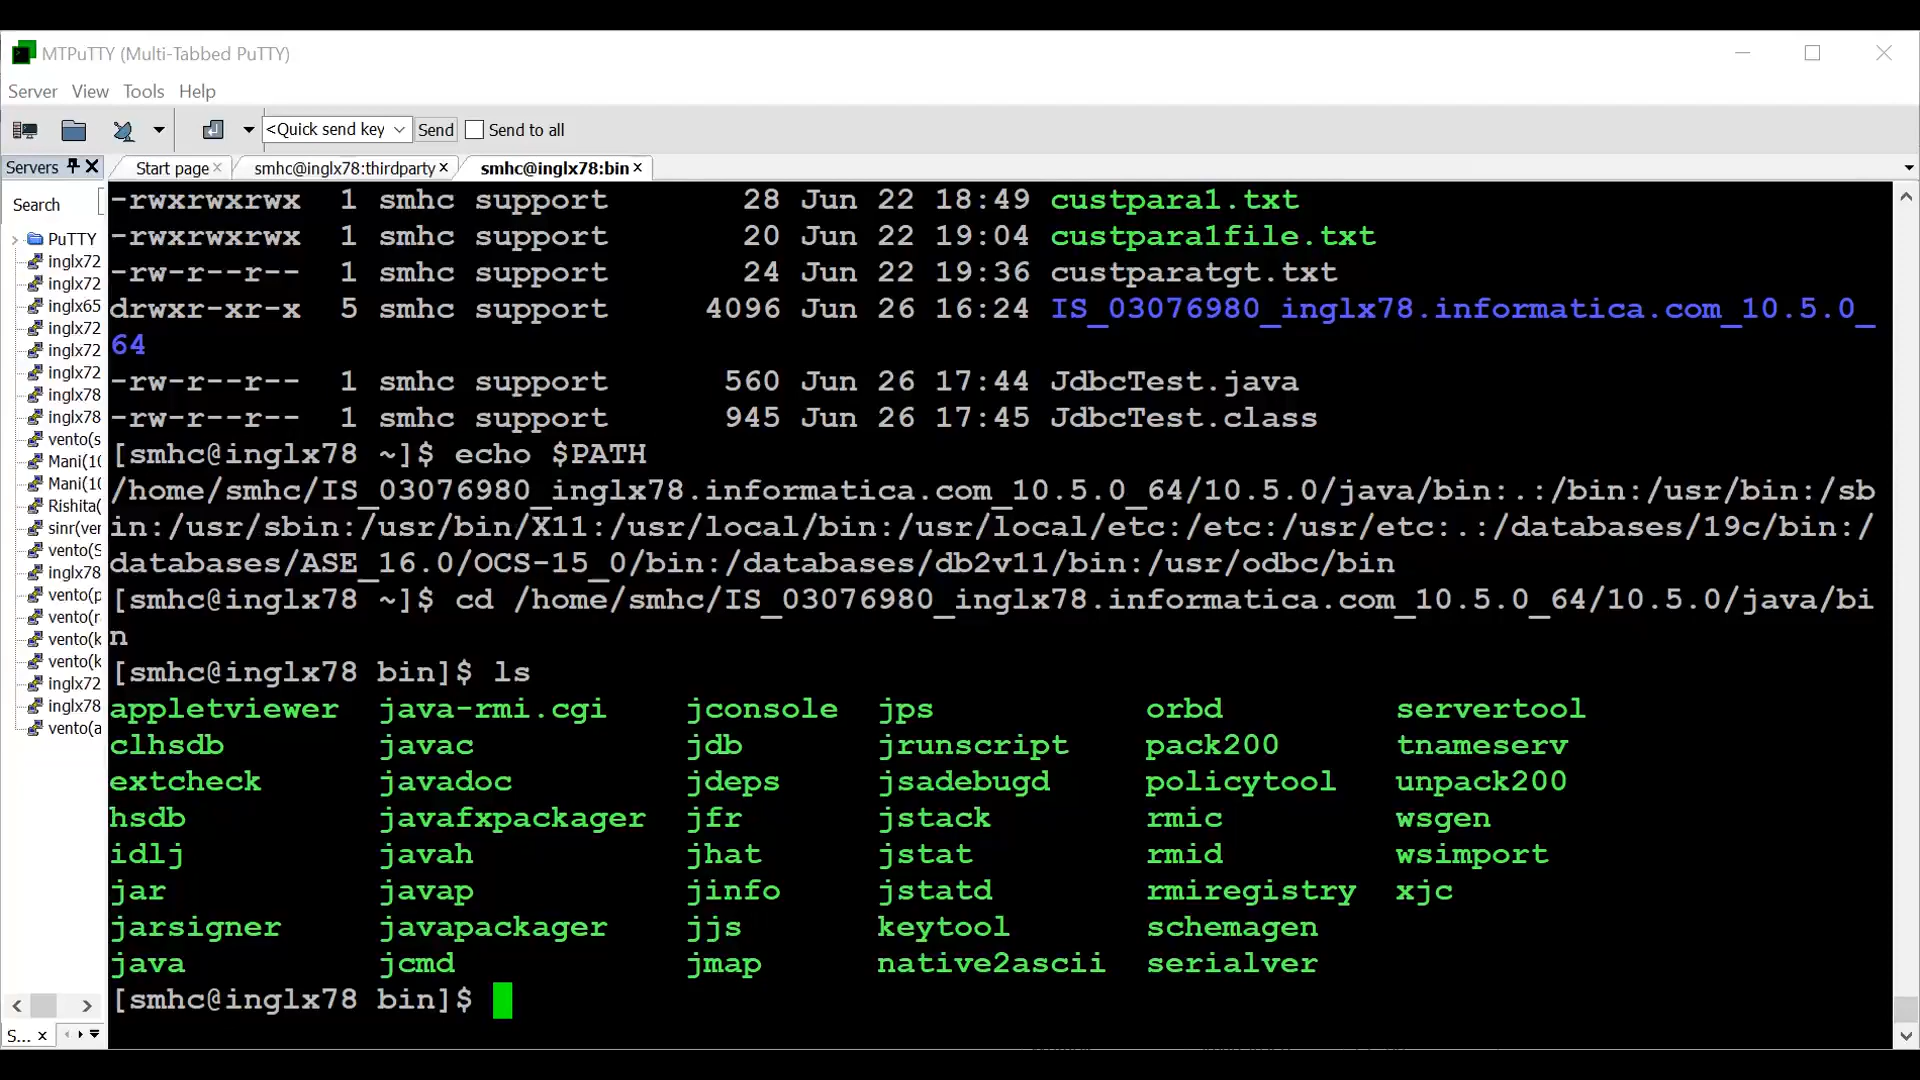 MTPuTTY (Multi-Tabbed PuTTY)
Server View Tools Help
<Quick send key Send Send to all
Servers Start page smhc@inglx78:thirdparty smhc@inglx78:bin
Search
PuTTY
inglx72
inglx72
inglx65
inglx72
inglx72
inglx72
inglx78
inglx78
vento(s
Mani(10
Mani(10
Rishita(
sinr(ver
vento(S
inglx78
vento(p
vento(r
vento(k
vento(k
inglx72
inglx78
vento(a
S...
-rwxrwxrwx 1 smhc support 28 Jun 22 18:49 custpara1.txt
-rwxrwxrwx 1 smhc support 20 Jun 22 19:04 custpara1file.txt
-rw-r--r-- 1 smhc support 24 Jun 22 19:36 custparatgt.txt
drwxr-xr-x 5 smhc support 4096 Jun 26 16:24 IS_03076980_inglx78.informatica.com_10.5.0_
64
-rw-r--r-- 1 smhc support 560 Jun 26 17:44 JdbcTest.java
-rw-r--r-- 1 smhc support 945 Jun 26 17:45 JdbcTest.class
[smhc@inglx78 ~]$ echo $PATH
/home/smhc/IS_03076980_inglx78.informatica.com_10.5.0_64/10.5.0/java/bin:.:/bin:/usr/bin:/sb
in:/usr/sbin:/usr/bin/X11:/usr/local/bin:/usr/local/etc:/etc:/usr/etc:.:/databases/19c/bin:/
databases/ASE_16.0/OCS-15_0/bin:/databases/db2v11/bin:/usr/odbc/bin
[smhc@inglx78 ~]$ cd /home/smhc/IS_03076980_inglx78.informatica.com_10.5.0_64/10.5.0/java/bi
n
[smhc@inglx78 bin]$ ls
appletviewer java-rmi.cgi jconsole jps orbd servertool
clhsdb javac jdb jrunscript pack200 tnameserv
extcheck javadoc jdeps jsadebugd policytool unpack200
hsdb javafxpackager jfr jstack rmic wsgen
idlj javah jhat jstat rmid wsimport
jar javap jinfo jstatd rmiregistry xjc
jarsigner javapackager jjs keytool schemagen
java jcmd jmap native2ascii serialver
[smhc@inglx78 bin]$